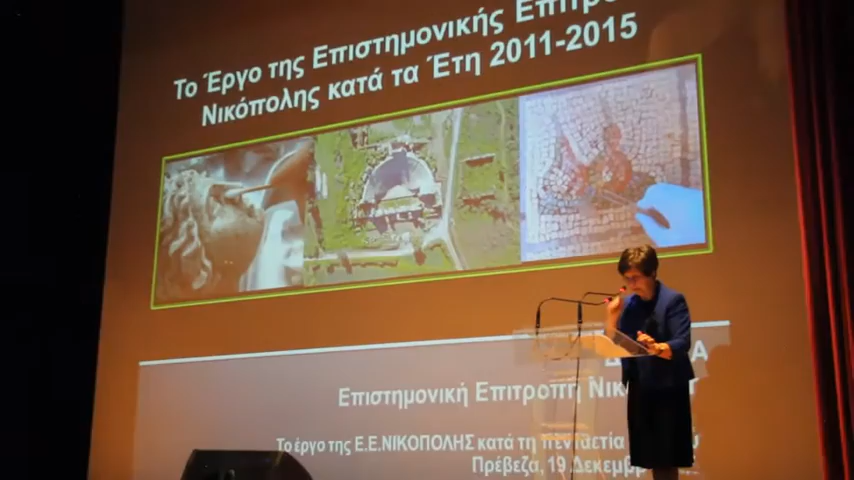 Το Έργο της Επιστημονικής
Νικόπολης κατά τα Έτη 2011-2015
Επιστημονική Επιτροπή
Το έργο της Ε.Ε.ΝΙΚΟΠΟΛΗΣ κατά τη πενταετία
Πρέβεζα, 19